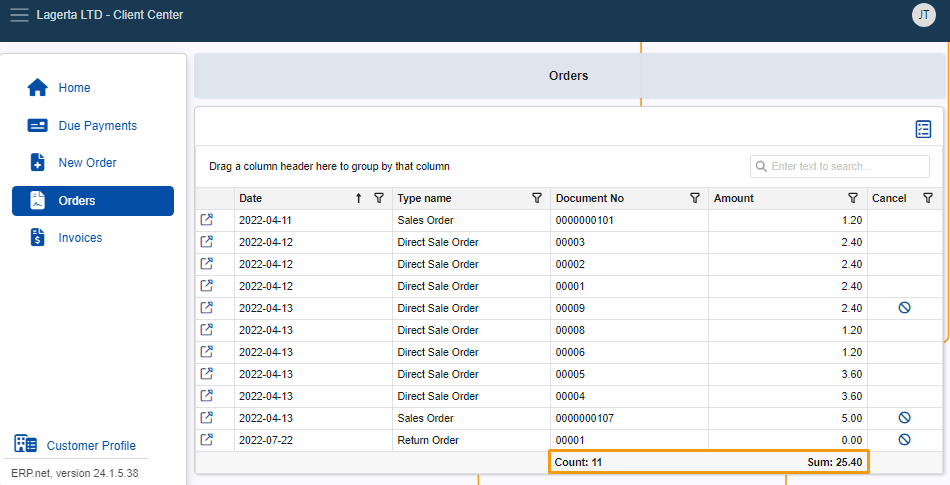 Lagerta LTD - Client Center
JT
Home
Due Payments
New Order
Orders
Invoices
Customer Profile
ERP.net, version 24.1.5.38
Orders
Drag a column header here to group by that column
Enter text to search...
Date Type name Document No Amount Cancel
2022-04-11 Sales Order 0000000101 1.20
2022-04-12 Direct Sale Order 00003 2.40
2022-04-12 Direct Sale Order 00002 2.40
2022-04-12 Direct Sale Order 00001 2.40
2022-04-13 Direct Sale Order 00009 2.40
2022-04-13 Direct Sale Order 00008 1.20
2022-04-13 Direct Sale Order 00006 1.20
2022-04-13 Direct Sale Order 00005 3.60
2022-04-13 Direct Sale Order 00004 3.60
2022-04-13 Sales Order 0000000107 5.00
2022-07-22 Return Order 00001 0.00
Count: 11 Sum: 25.40